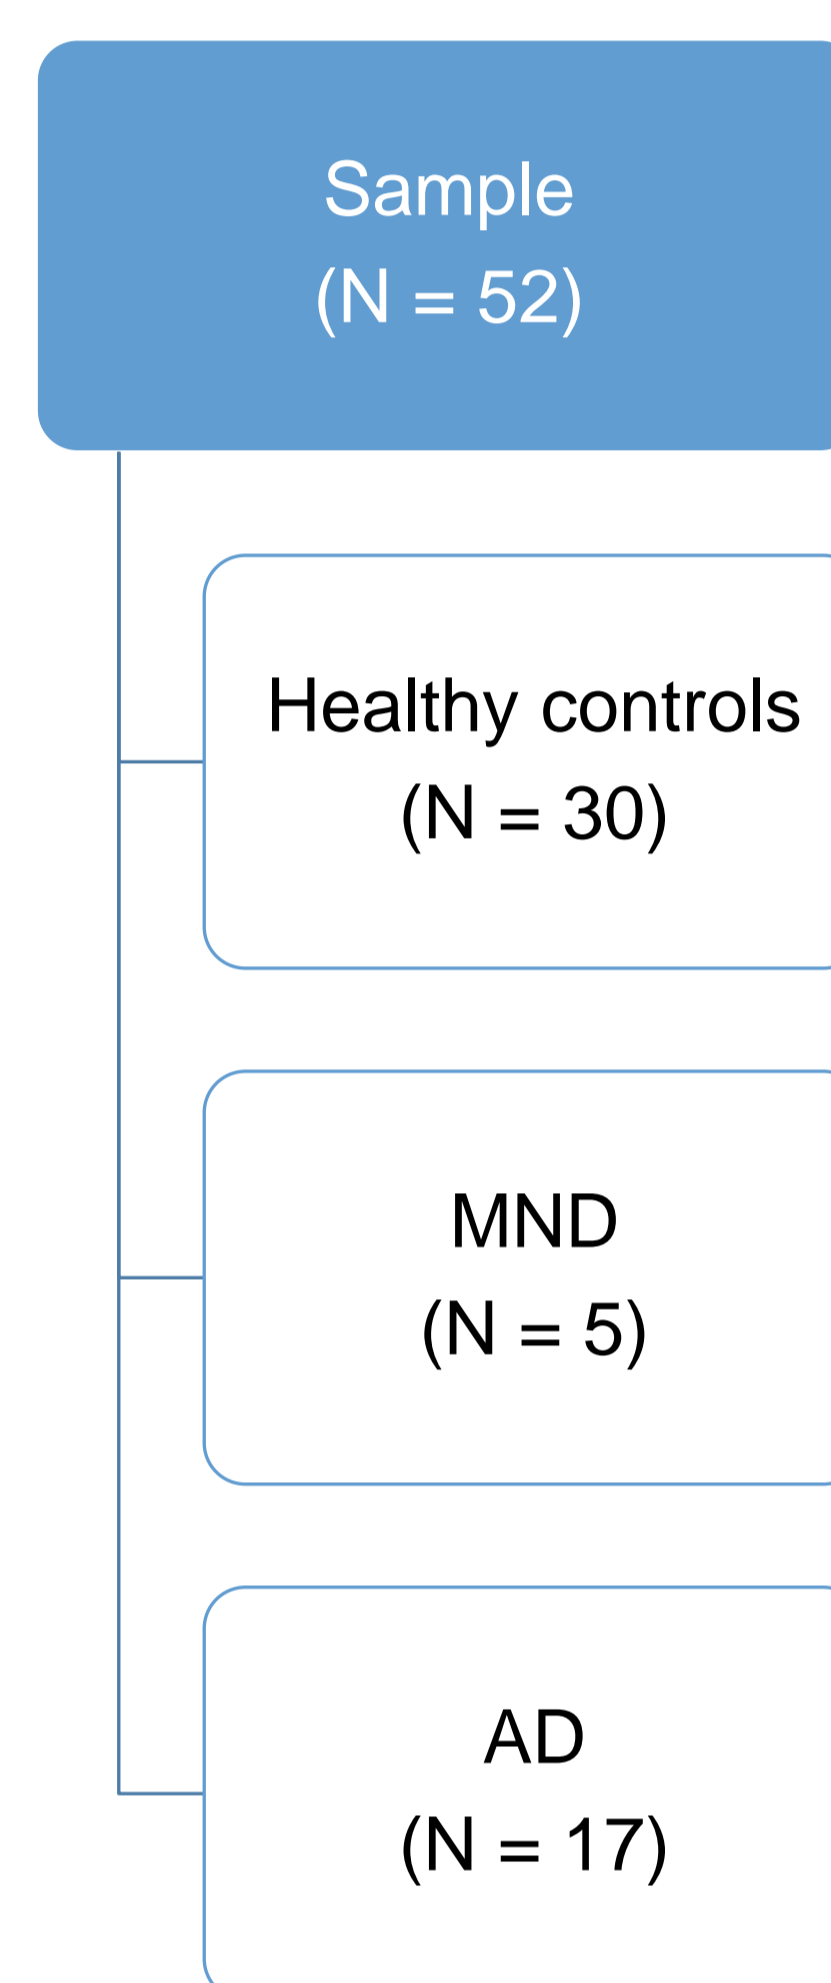 Sample
(N = 52)
Healthy controls
(N = 30)
MND
(N = 5)
AD
(N = 17)